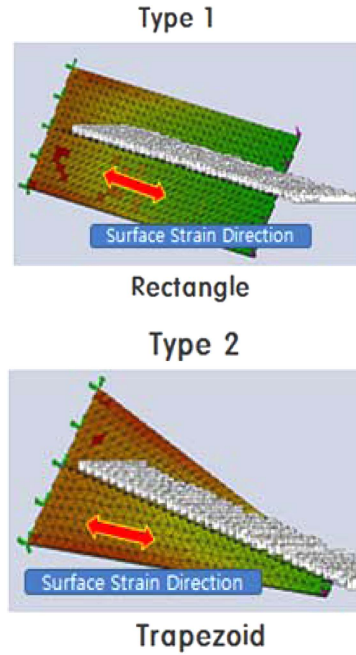 Type 1
Surface Strain Direction
Rectangle
Type 2
Surface Strain Direction
Trapezoid